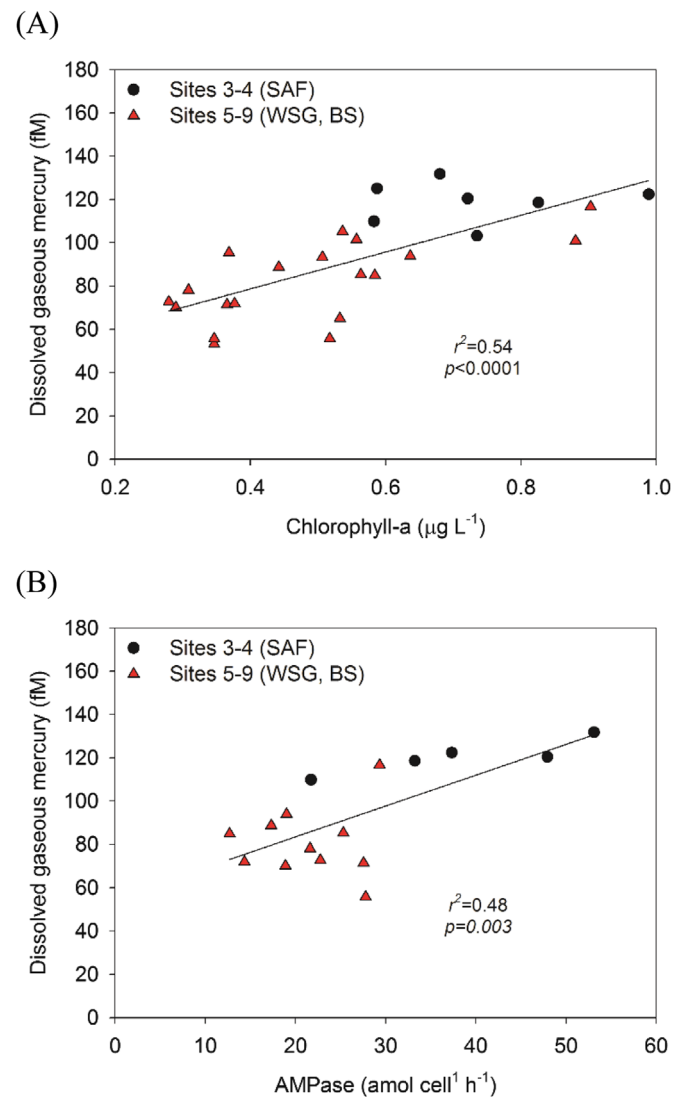 (A)
180
160
140
120
100
80
60
40
20
0
Dissolved gaseous mercury (fM)
Sites 3-4 (SAF)
Sites 5-9 (WSG, BS)
r²=0.54
p<0.0001
0.2 0.4 0.6 0.8 1.0
Chlorophyll-a (μg L⁻¹)
(B)
180
160
140
120
100
80
60
40
20
0
Dissolved gaseous mercury (fM)
Sites 3-4 (SAF)
Sites 5-9 (WSG, BS)
r²=0.48
p=0.003
0 10 20 30 40 50 60
AMPase (amol cell¹ h⁻¹)